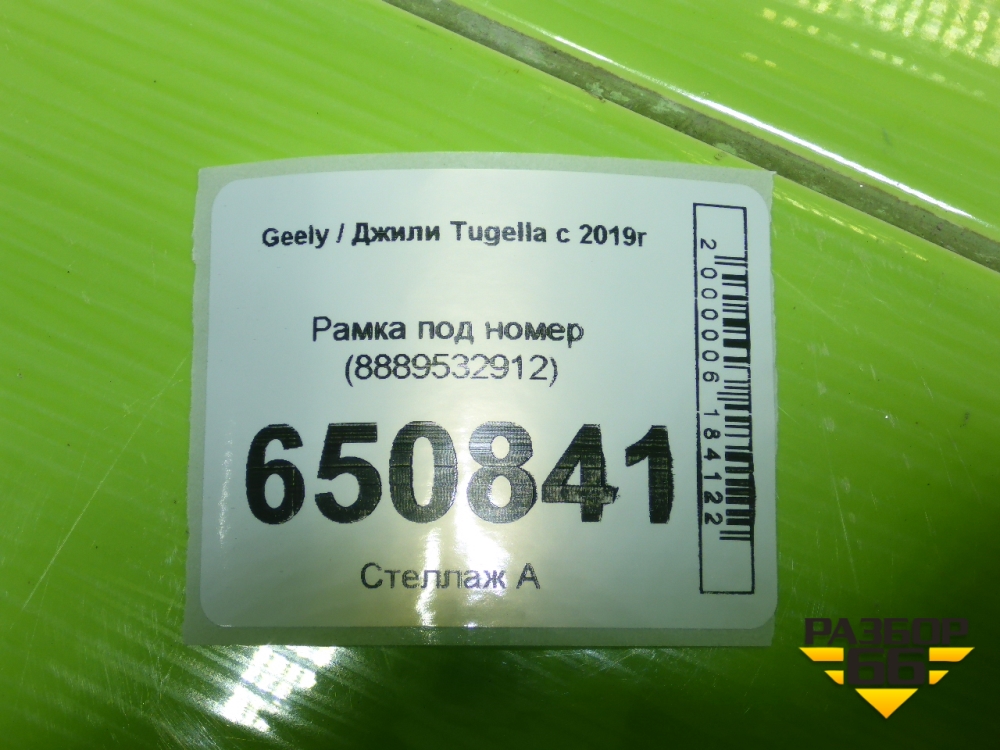 Geely / Джили Tugella с 2019г
Рамка под номер
(8889532912)
650841
Стеллаж А
2000006184122
РАЗБОР
66